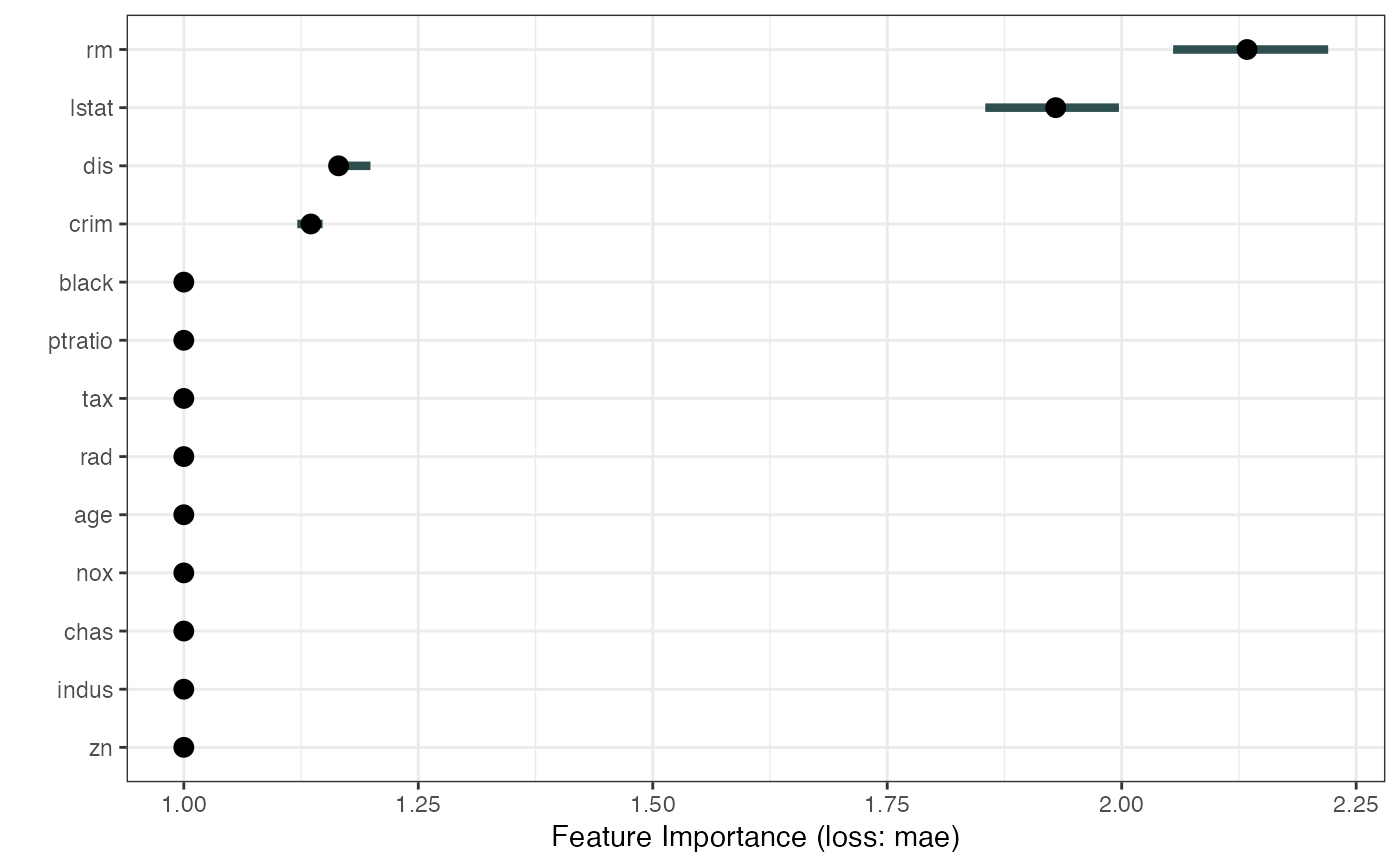 rm
lstat
dis
crim
black
ptratio
tax
rad
age
nox
chas
indus
zn
1.00 1.25 1.50 1.75 2.00 2.25
Feature Importance (loss: mae)